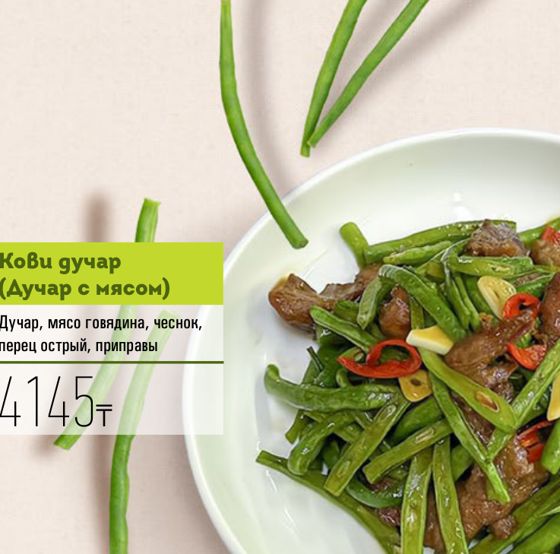 Кови дучар
(Дучар с мясом)
Дучар, мясо говядина, чеснок,
перец острый, приправы
4145₸